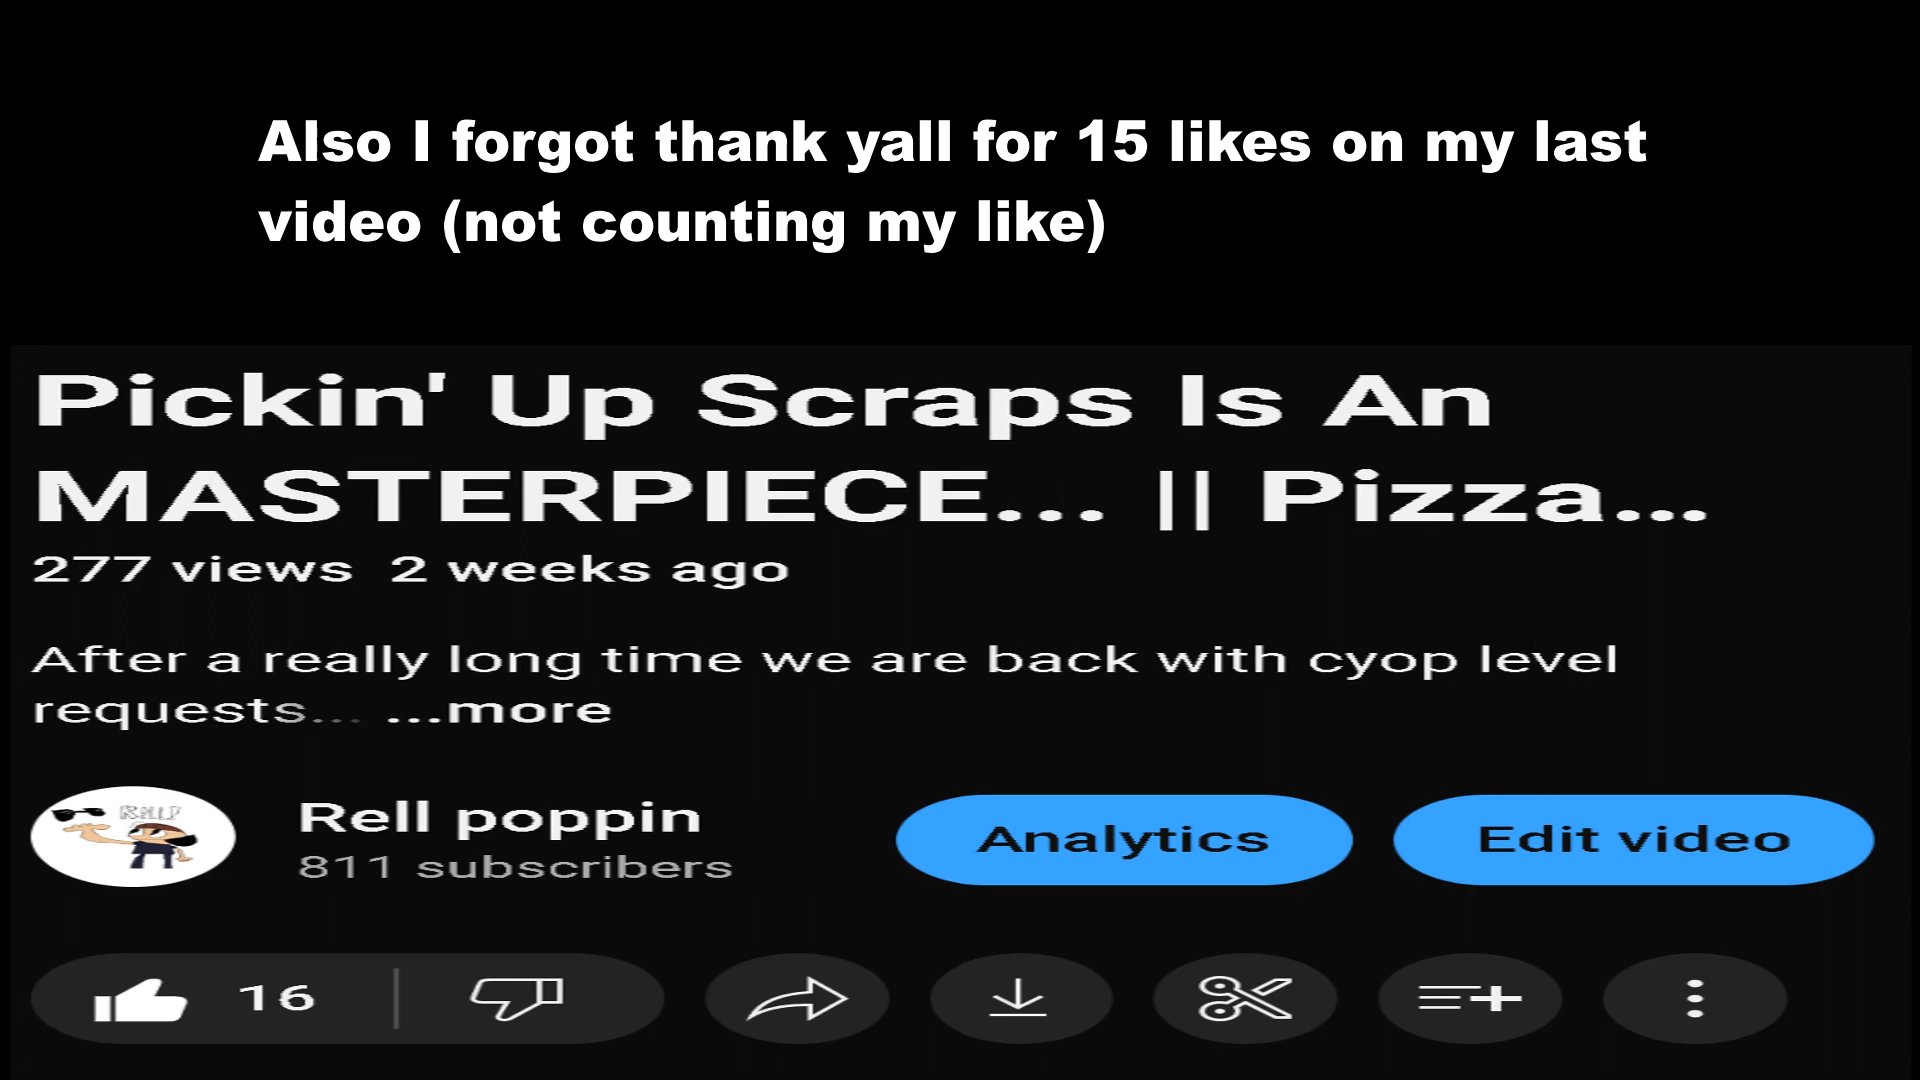 Also I forgot thank yall for 15 likes on my last
video (not counting my like)
Pickin' Up Scraps Is An
MASTERPIECE... || Pizza...
277 views 2 weeks ago
After a really long time we are back with cyop level
requests... ...more
RELL
Rell poppin
811 subscribers
Analytics
Edit video
16